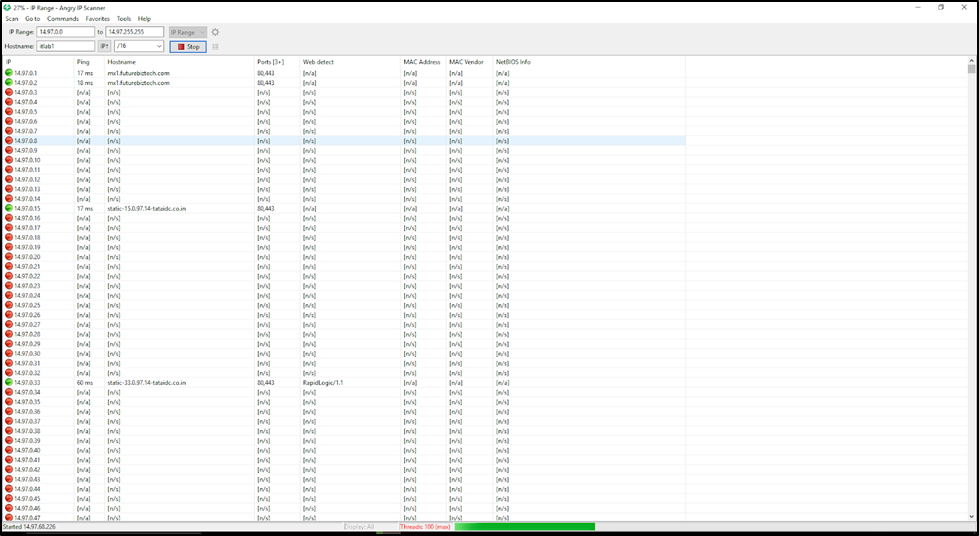 27% - IP Range - Angry IP Scanner
Scan Go to Commands Favorites Tools Help
IP Range: 14.97.0.0 to 14.97.255.255 IP Range
Hostname: itlab1 IP↑ /16 Stop
IP Ping Hostname Ports [3+] Web detect MAC Address MAC Vendor NetBIOS Info
14.97.0.1 17 ms mx1.futurebiztech.com 80,443 [n/a] [n/a] [n/a] [n/a]
14.97.0.2 18 ms mx1.futurebiztech.com 80,443 [n/a] [n/a] [n/a] [n/a]
14.97.0.3 [n/a] [n/s] [n/s] [n/s] [n/s] [n/s] [n/s]
14.97.0.4 [n/a] [n/s] [n/s] [n/s] [n/s] [n/s] [n/s]
14.97.0.5 [n/a] [n/s] [n/s] [n/s] [n/s] [n/s] [n/s]
14.97.0.6 [n/a] [n/s] [n/s] [n/s] [n/s] [n/s] [n/s]
14.97.0.7 [n/a] [n/s] [n/s] [n/s] [n/s] [n/s] [n/s]
14.97.0.8 [n/a] [n/s] [n/s] [n/s] [n/s] [n/s] [n/s]
14.97.0.9 [n/a] [n/s] [n/s] [n/s] [n/s] [n/s] [n/s]
14.97.0.10 [n/a] [n/s] [n/s] [n/s] [n/s] [n/s] [n/s]
14.97.0.11 [n/a] [n/s] [n/s] [n/s] [n/s] [n/s] [n/s]
14.97.0.12 [n/a] [n/s] [n/s] [n/s] [n/s] [n/s] [n/s]
14.97.0.13 [n/a] [n/s] [n/s] [n/s] [n/s] [n/s] [n/s]
14.97.0.14 [n/a] [n/s] [n/s] [n/s] [n/s] [n/s] [n/s]
14.97.0.15 17 ms static-15.0.97.14-tataidc.co.in 80,443 [n/a] [n/a] [n/a] [n/a]
14.97.0.16 [n/a] [n/s] [n/s] [n/s] [n/s] [n/s] [n/s]
14.97.0.17 [n/a] [n/s] [n/s] [n/s] [n/s] [n/s] [n/s]
14.97.0.18 [n/a] [n/s] [n/s] [n/s] [n/s] [n/s] [n/s]
14.97.0.19 [n/a] [n/s] [n/s] [n/s] [n/s] [n/s] [n/s]
14.97.0.20 [n/a] [n/s] [n/s] [n/s] [n/s] [n/s] [n/s]
14.97.0.21 [n/a] [n/s] [n/s] [n/s] [n/s] [n/s] [n/s]
14.97.0.22 [n/a] [n/s] [n/s] [n/s] [n/s] [n/s] [n/s]
14.97.0.23 [n/a] [n/s] [n/s] [n/s] [n/s] [n/s] [n/s]
14.97.0.24 [n/a] [n/s] [n/s] [n/s] [n/s] [n/s] [n/s]
14.97.0.25 [n/a] [n/s] [n/s] [n/s] [n/s] [n/s] [n/s]
14.97.0.26 [n/a] [n/s] [n/s] [n/s] [n/s] [n/s] [n/s]
14.97.0.27 [n/a] [n/s] [n/s] [n/s] [n/s] [n/s] [n/s]
14.97.0.28 [n/a] [n/s] [n/s] [n/s] [n/s] [n/s] [n/s]
14.97.0.29 [n/a] [n/s] [n/s] [n/s] [n/s] [n/s] [n/s]
14.97.0.30 [n/a] [n/s] [n/s] [n/s] [n/s] [n/s] [n/s]
14.97.0.31 [n/a] [n/s] [n/s] [n/s] [n/s] [n/s] [n/s]
14.97.0.32 [n/a] [n/s] [n/s] [n/s] [n/s] [n/s] [n/s]
14.97.0.33 60 ms static-33.0.97.14-tataidc.co.in 80,443 RapidLogic/1.1 [n/a] [n/a] [n/a]
14.97.0.34 [n/a] [n/s] [n/s] [n/s] [n/s] [n/s] [n/s]
14.97.0.35 [n/a] [n/s] [n/s] [n/s] [n/s] [n/s] [n/s]
14.97.0.36 [n/a] [n/s] [n/s] [n/s] [n/s] [n/s] [n/s]
14.97.0.37 [n/a] [n/s] [n/s] [n/s] [n/s] [n/s] [n/s]
14.97.0.38 [n/a] [n/s] [n/s] [n/s] [n/s] [n/s] [n/s]
14.97.0.39 [n/a] [n/s] [n/s] [n/s] [n/s] [n/s] [n/s]
14.97.0.40 [n/a] [n/s] [n/s] [n/s] [n/s] [n/s] [n/s]
14.97.0.41 [n/a] [n/s] [n/s] [n/s] [n/s] [n/s] [n/s]
14.97.0.42 [n/a] [n/s] [n/s] [n/s] [n/s] [n/s] [n/s]
14.97.0.43 [n/a] [n/s] [n/s] [n/s] [n/s] [n/s] [n/s]
14.97.0.44 [n/a] [n/s] [n/s] [n/s] [n/s] [n/s] [n/s]
14.97.0.45 [n/a] [n/s] [n/s] [n/s] [n/s] [n/s] [n/s]
14.97.0.46 [n/a] [n/s] [n/s] [n/s] [n/s] [n/s] [n/s]
14.97.0.47 [n/a] [n/s] [n/s] [n/s] [n/s] [n/s] [n/s]
Started 14.97.68.226 Display: All Threads: 100 (max)